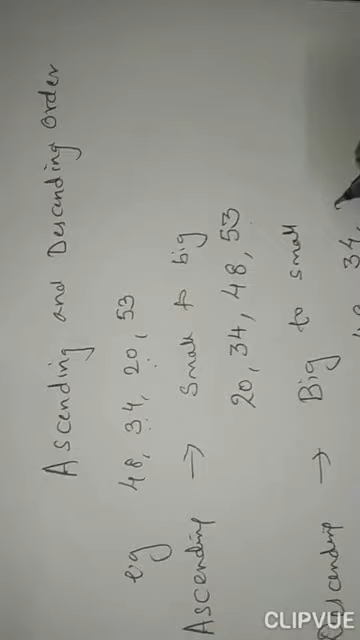 Ascending and Descending Order
eg 48, 34, 20, 53
Ascending → Small to big
20, 34, 48, 53
→ Big to small
34,
CLIPVUE